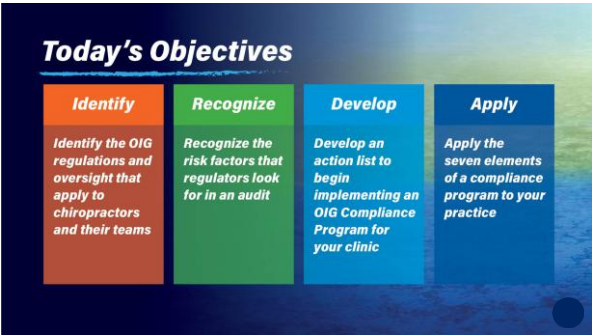 Today's Objectives
Identify
Identify the OIG
regulations and
oversight that
apply to
chiropractors
and their teams
Recognize
Recognize the
risk factors that
regulators look
for in an audit
Develop
Develop an
action list to
begin
implementing an
OIG Compliance
Program for
your clinic
Apply
Apply the
seven elements
of a compliance
program to your
practice